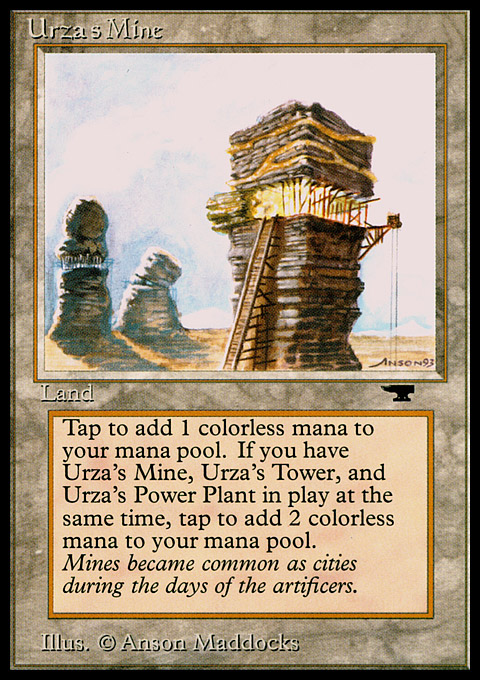 Urza's Mine
ANSON93
Land
Tap to add 1 colorless mana to
your mana pool. If you have
Urza's Mine, Urza's Tower, and
Urza's Power Plant in play at the
same time, tap to add 2 colorless
mana to your mana pool.
Mines became common as cities
during the days of the artificers.
Illus. © Anson Maddocks